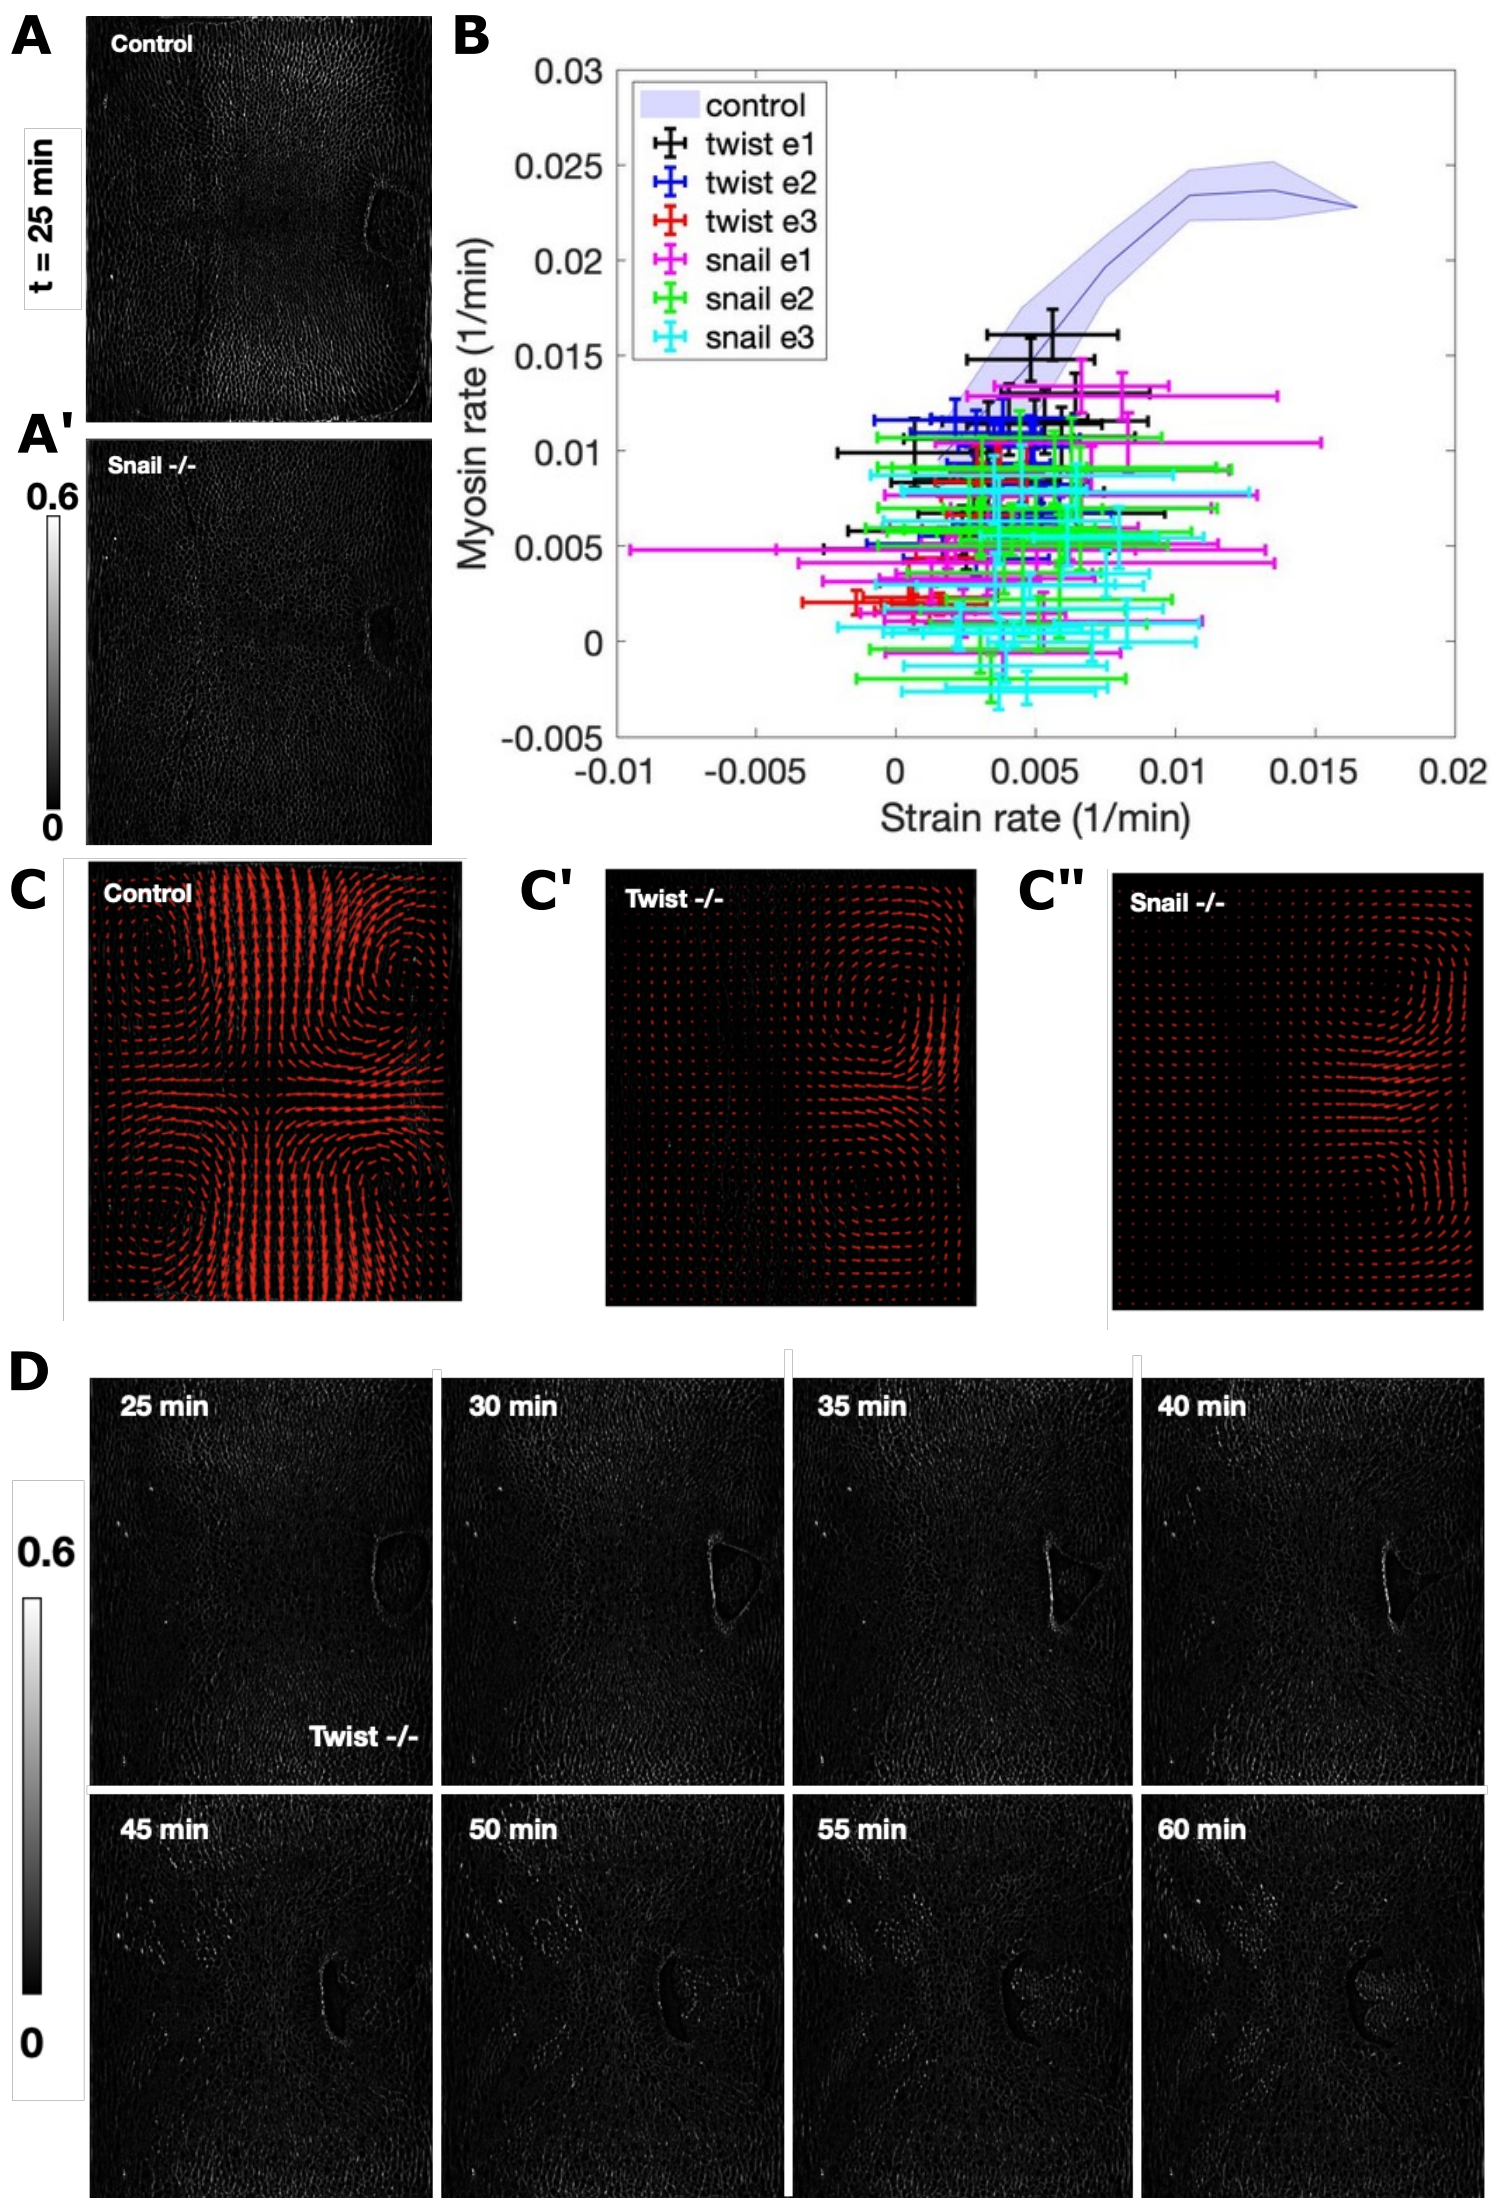 A
Control
t = 25 min
A'
Snail -/-
0.6
0
B
0.03
0.025
0.02
0.015
0.01
0.005
0
-0.005
Myosin rate (1/min)
control
twist e1
twist e2
twist e3
snail e1
snail e2
snail e3
-0.01 -0.005 0 0.005 0.01 0.015 0.02
Strain rate (1/min)
C
Control
C'
Twist -/-
C"
Snail -/-
D
25 min
30 min
35 min
40 min
Twist -/-
0.6
0
45 min
50 min
55 min
60 min